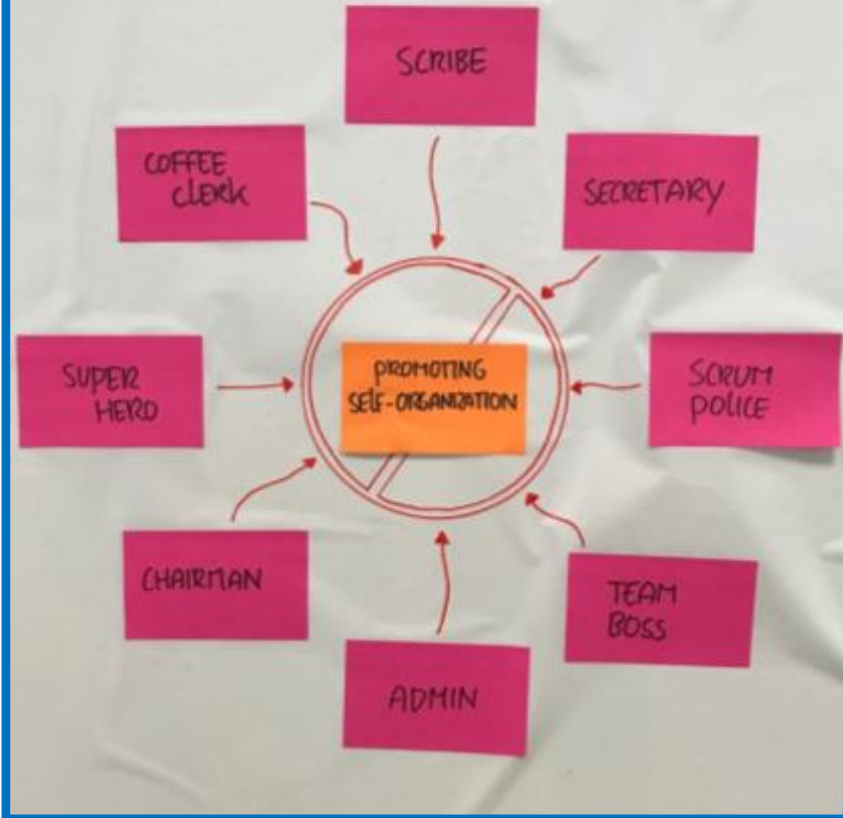 SCRIBE
COFFEE
CLERK
SECRETARY
PROMOTING
SELF-ORGANIZATION
SUPER
HERO
SCRUM
POLICE
CHAIRMAN
TEAM
BOSS
ADMIN